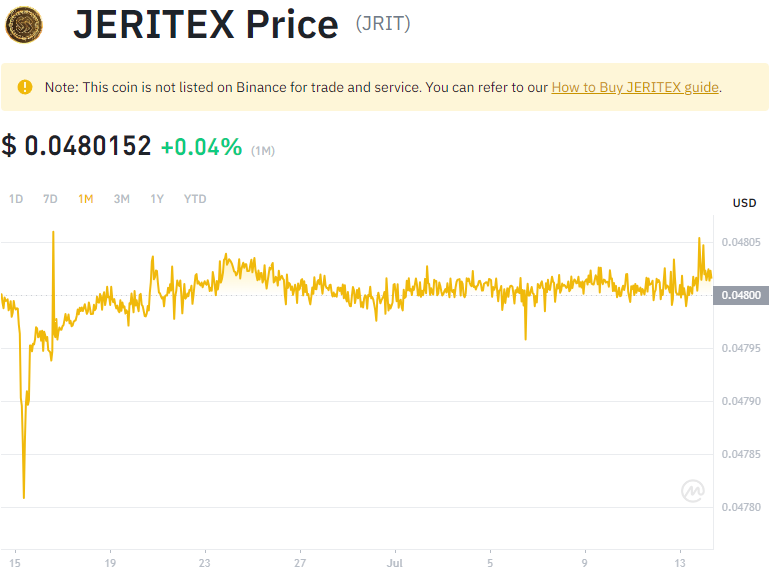 JERITEX Price (JRIT)
Note: This coin is not listed on Binance for trade and service. You can refer to our How to Buy JERITEX guide.
$ 0.0480152 +0.04% (1M)
1D 7D 1M 3M 1Y YTD
USD
0.04805
0.04800
0.04795
0.04790
0.04785
0.04780
15 19 23 27 Jul 5 9 13